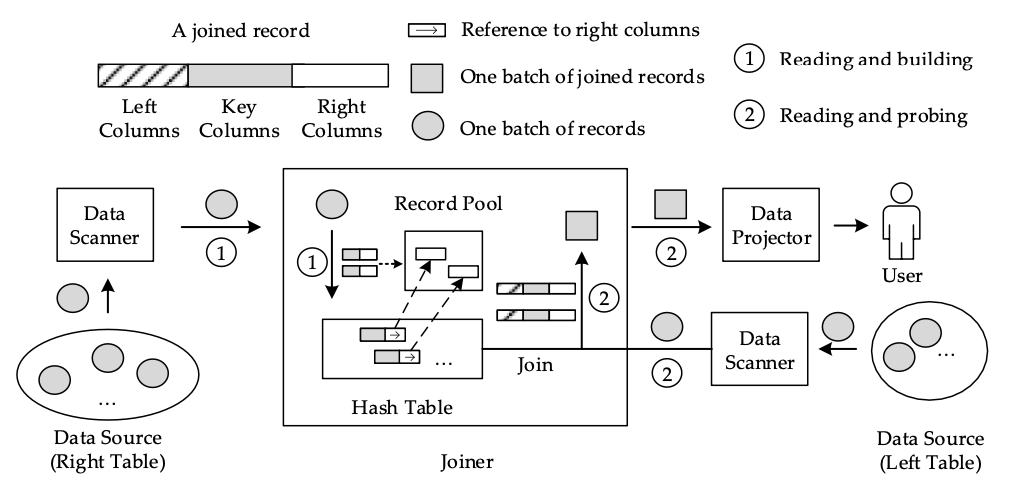 A joined record
Left
Columns
Key
Columns
Right
Columns
Reference to right columns
One batch of joined records
One batch of records
1 Reading and building
2 Reading and probing
Data
Scanner
1
Record Pool
1
2
2
Data
Projector
User
...
Hash Table
Join
2
Data
Scanner
...
...
Data Source
(Right Table)
Joiner
Data Source
(Left Table)